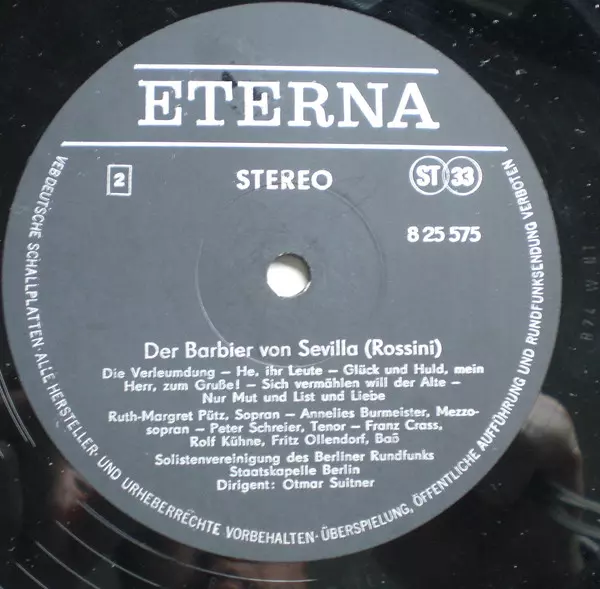 ETERNA
2
STEREO
ST 33
8 25 575
Der Barbier von Sevilla (Rossini)
Die Verleumdung – He, ihr Leute – Glück und Huld, mein
Herr, zum Gruße! – Sich vermählen will der Alte –
Nur Mut und List und Liebe
Ruth-Margret Pütz, Sopran – Annelies Burmeister, Mezzo-
sopran – Peter Schreier, Tenor – Franz Crass,
Rolf Kühne, Fritz Ollendorf, Baß
Solistenvereinigung des Berliner Rundfunks
Staatskapelle Berlin
Dirigent: Otmar Suitner
VEB DEUTSCHE SCHALLPLATTEN · ALLE HERSTELLER- UND URHEBERRECHTE VORBEHALTEN · ÜBERSPIELUNG, ÖFFENTLICHE AUFFÜHRUNG UND RUNDFUNKSENDUNG VERBOTEN